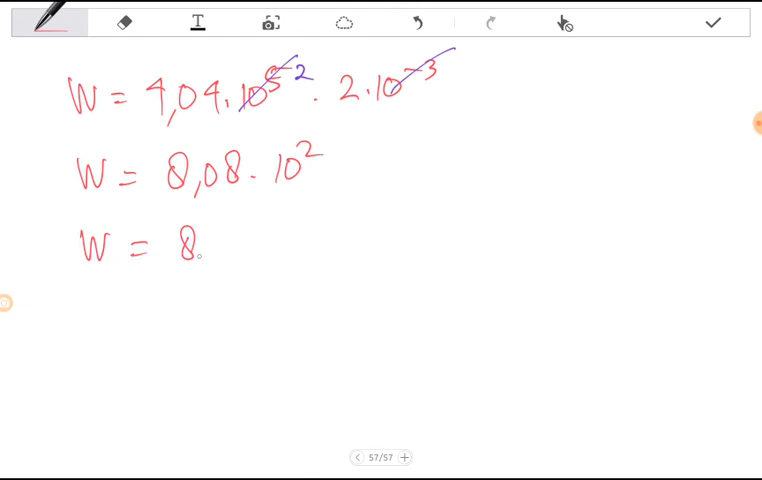 T
W = 4,04 . 10⁵ ² . 2 . 10⁻³
W = 8,08 . 10²
W = 8
57/57